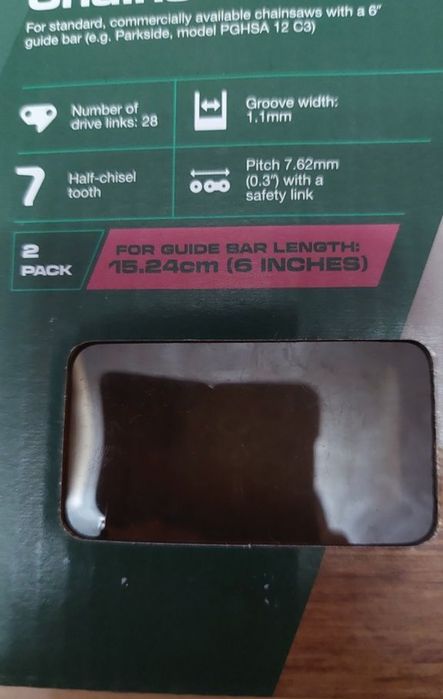 For standard, commercially available chainsaws with a 6"
guide bar (e.g. Parkside, model PGHSA 12 C3)
Number of
drive links: 28
Groove width:
1.1mm
Half-chisel
tooth
Pitch 7.62mm
(0.3") with a
safety link
2
PACK
FOR GUIDE BAR LENGTH:
15.24cm (6 INCHES)